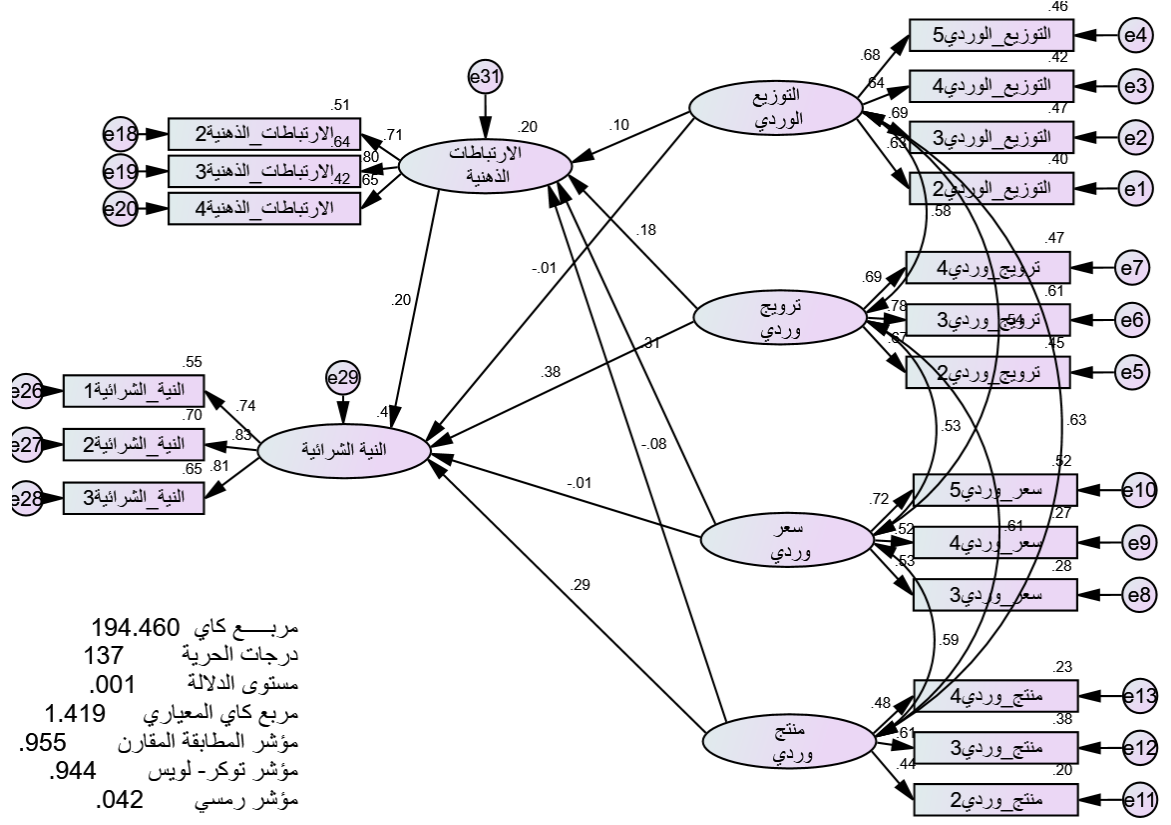 .46
التوزيع_الوردي5
e4
.68
.42
التوزيع_الوردي4
e3
.64
.47
التوزيع_الوردي3
e2
.69
.40
التوزيع_الوردي2
e1
.63
التوزيع
الوردي
e31
.20
الارتباطات
الذهنية
.51
e18
الارتباطات_الذهنية2
.71
.64
e19
الارتباطات_الذهنية3
.80
.42
e20
الارتباطات_الذهنية4
.65
.10
.18
-.01
.20
.31
.38
-.08
-.01
.29
.58
.54
.63
.53
.61
.59
.47
ترويج_وردي4
e7
.69
.61
ترويج_وردي3
e6
.78
.45
ترويج_وردي2
e5
.67
ترويج
وردي
e29
النية الشرائية
.55
e26
النية_الشرائية1
.74
.70
e27
النية_الشرائية2
.83
.65
e28
النية_الشرائية3
.81
.52
سعر_وردي5
e10
.72
.27
سعر_وردي4
e9
.52
.28
سعر_وردي3
e8
.53
سعر
وردي
.23
منتج_وردي4
e13
.48
.38
منتج_وردي3
e12
.61
.20
منتج_وردي2
e11
.44
منتج
وردي
مربـــع كاي 194.460
درجات الحرية 137
مستوى الدلالة .001
مربع كاي المعياري 1.419
مؤشر المطابقة المقارن .955
مؤشر توكر- لويس .944
مؤشر رمسي .042